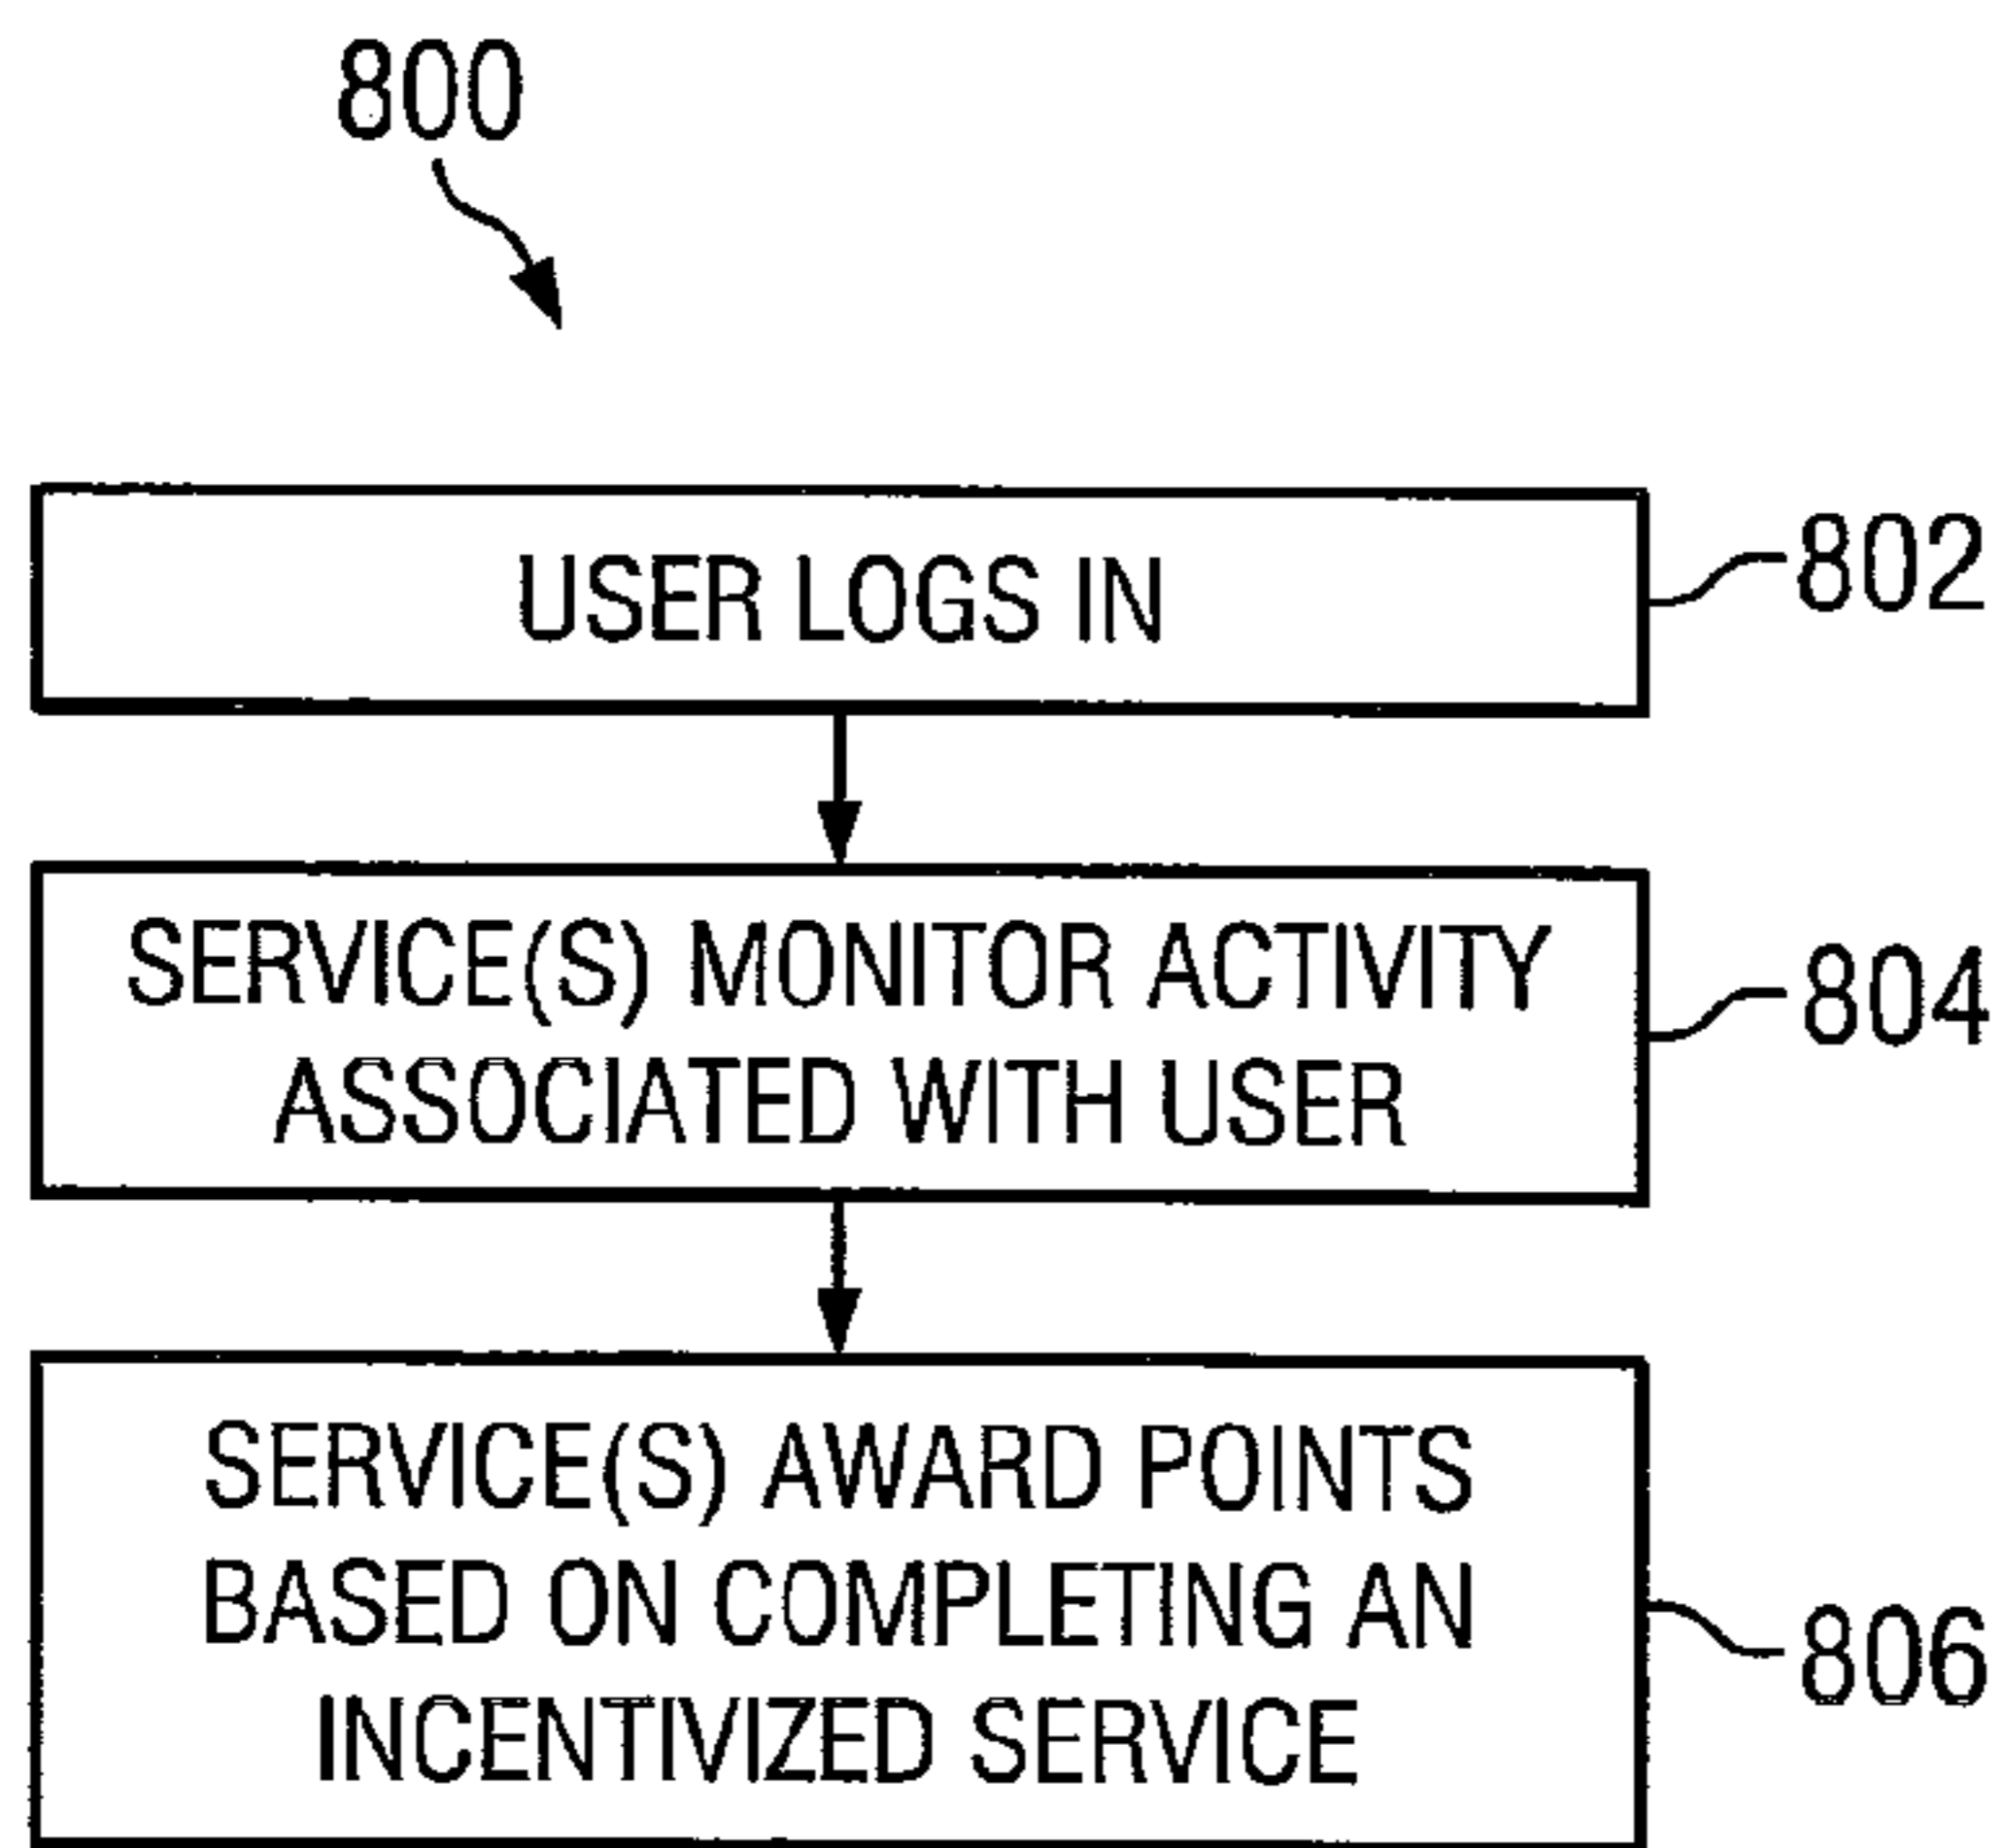 800
USER LOGS IN
802
SERVICE(S) MONITOR ACTIVITY
ASSOCIATED WITH USER
804
SERVICE(S) AWARD POINTS
BASED ON COMPLETING AN
INCENTIVIZED SERVICE
806